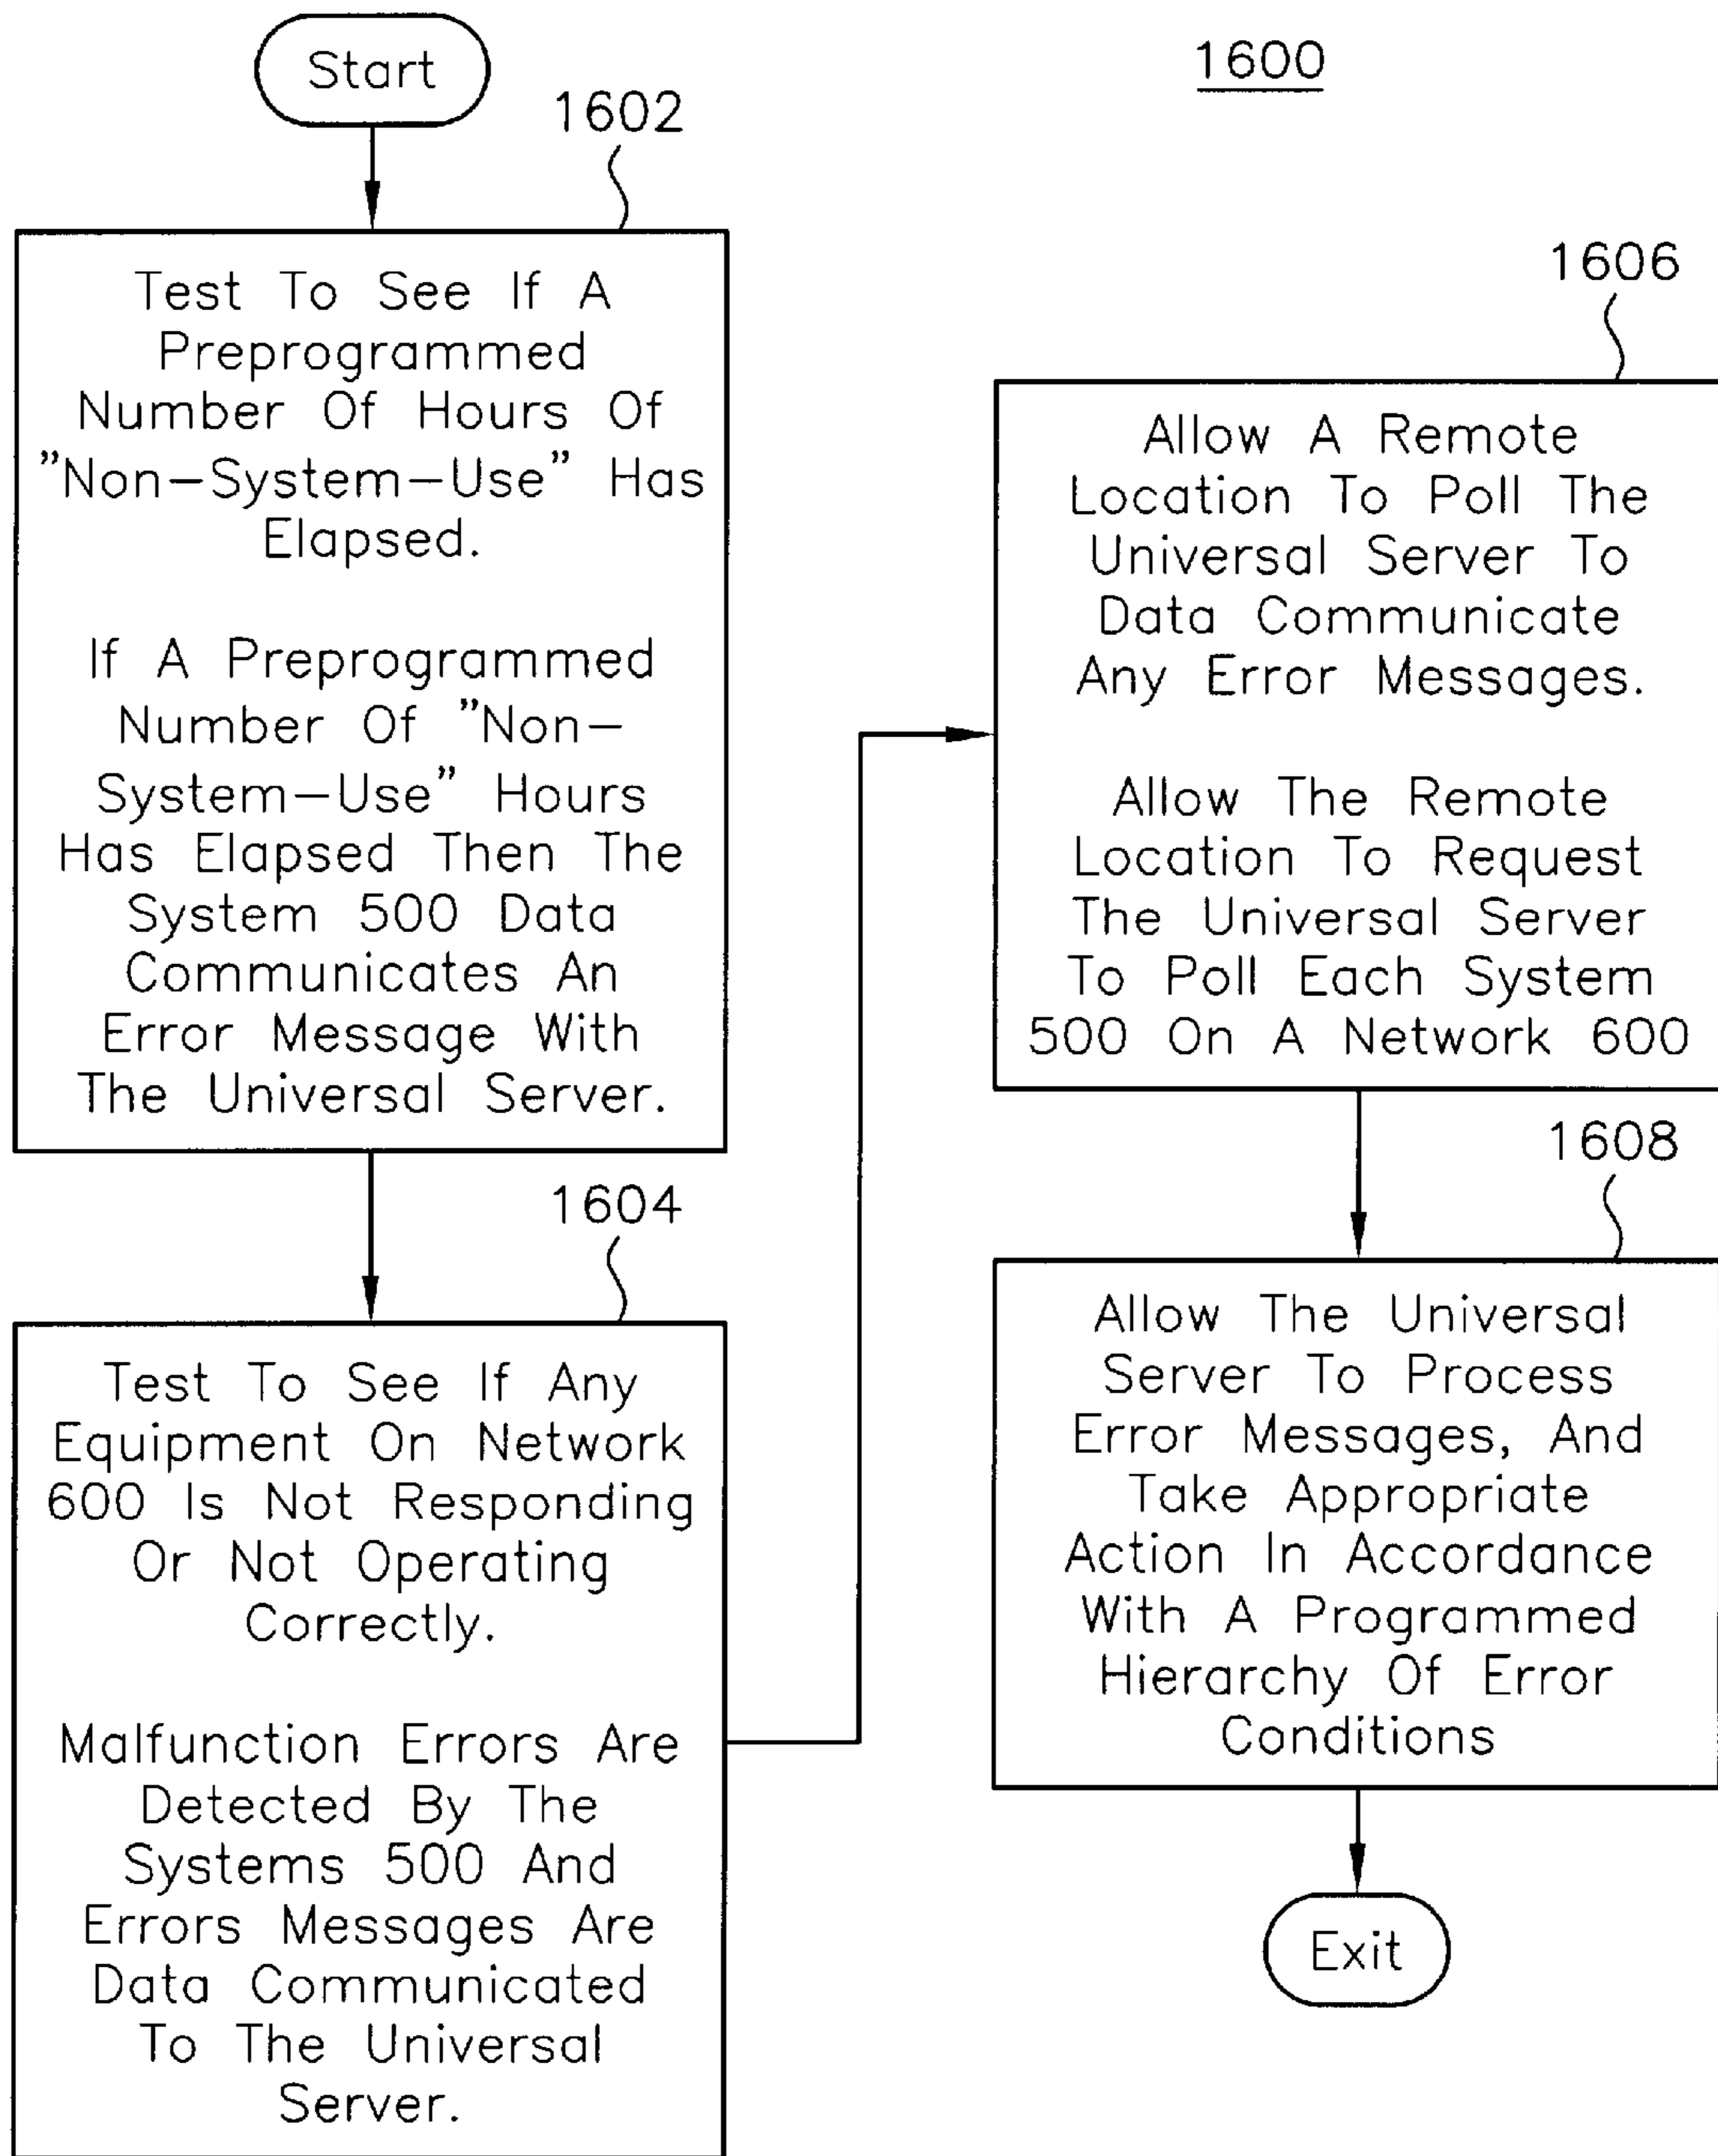 Start
1600
1602
Test To See If A
Preprogrammed
Number Of Hours Of
"Non-System-Use" Has
Elapsed.
If A Preprogrammed
Number Of "Non-
System-Use" Hours
Has Elapsed Then The
System 500 Data
Communicates An
Error Message With
The Universal Server.
1604
Test To See If Any
Equipment On Network
600 Is Not Responding
Or Not Operating
Correctly.
Malfunction Errors Are
Detected By The
Systems 500 And
Errors Messages Are
Data Communicated
To The Universal
Server.
1606
Allow A Remote
Location To Poll The
Universal Server To
Data Communicate
Any Error Messages.
Allow The Remote
Location To Request
The Universal Server
To Poll Each System
500 On A Network 600
1608
Allow The Universal
Server To Process
Error Messages, And
Take Appropriate
Action In Accordance
With A Programmed
Hierarchy Of Error
Conditions
Exit